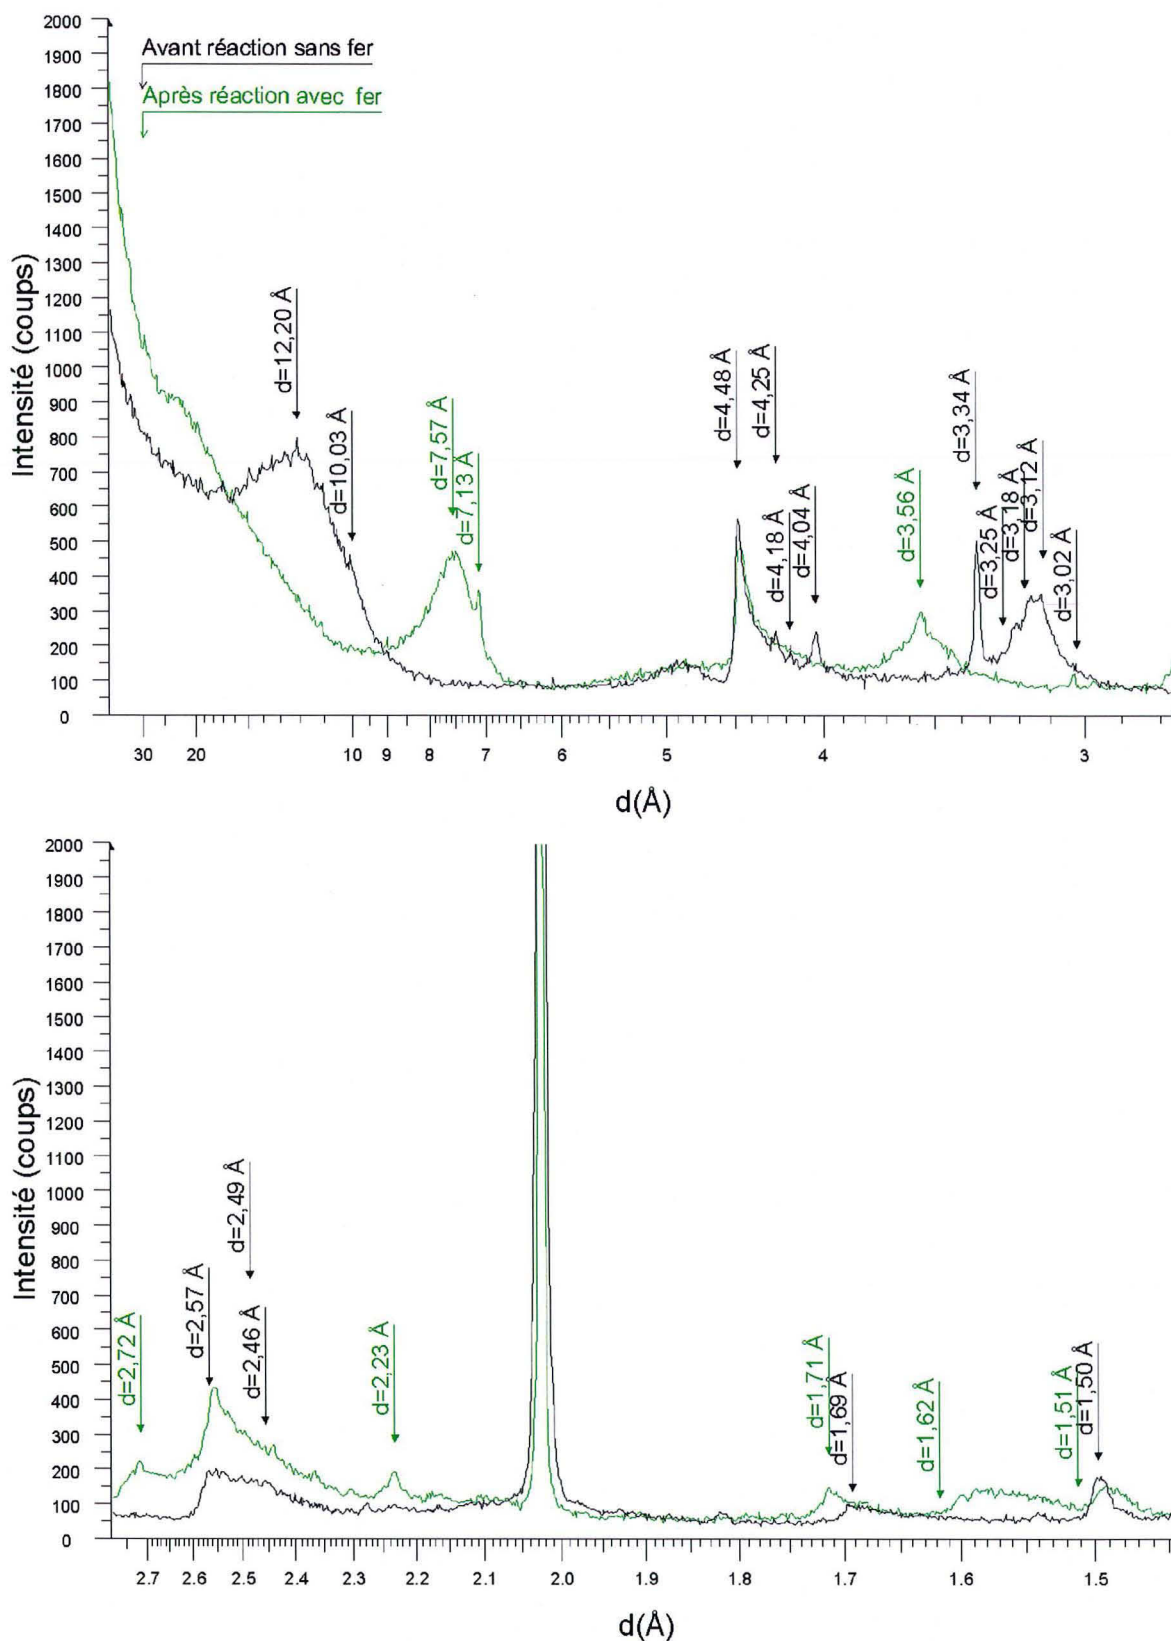 2000
1900
1800
1700
1600
1500
1400
1300
1200
1100
1000
900
800
700
600
500
400
300
200
100
0
Intensité (coups)
Avant réaction sans fer
Après réaction avec fer
d=12,20 Å
d=10,03 Å
d=7,57 Å
d=7,13 Å
d=4,48 Å
d=4,25 Å
d=4,18 Å
d=4,04 Å
d=3,56 Å
d=3,34 Å
d=3,25 Å
d=3,18 Å
d=3,12 Å
d=3,02 Å
30 20 10 9 8 7 6 5 4 3
d(Å)
2000
1900
1800
1700
1600
1500
1400
1300
1200
1100
1000
900
800
700
600
500
400
300
200
100
0
Intensité (coups)
d=2,72 Å
d=2,57 Å
d=2,49 Å
d=2,46 Å
d=2,23 Å
d=1,71 Å
d=1,69 Å
d=1,62 Å
d=1,51 Å
d=1,50 Å
2.7 2.6 2.5 2.4 2.3 2.2 2.1 2.0 1.9 1.8 1.7 1.6 1.5
d(Å)